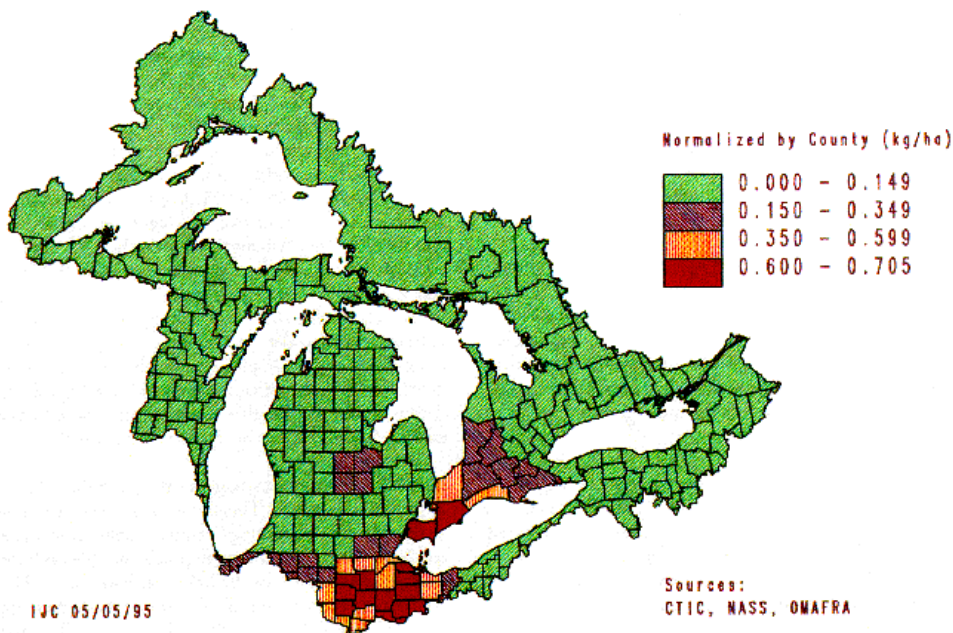 Normalized by County (kg/ha)
0.000 - 0.149
0.150 - 0.349
0.350 - 0.599
0.600 - 0.705
IJC 05/05/95
Sources:
CTIC, NASS, OMAFRA